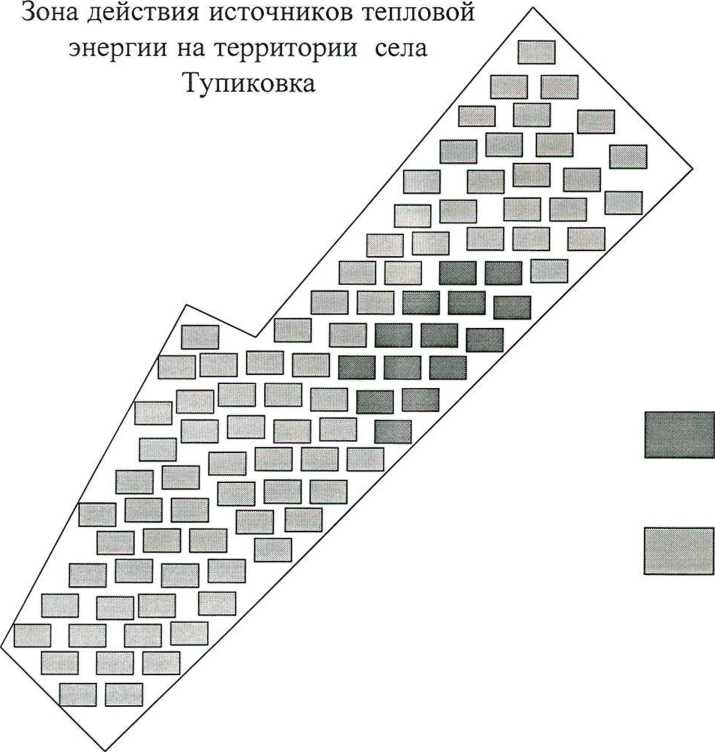 Зона действия источников тепловой
энергии на территории села
Тупиковка